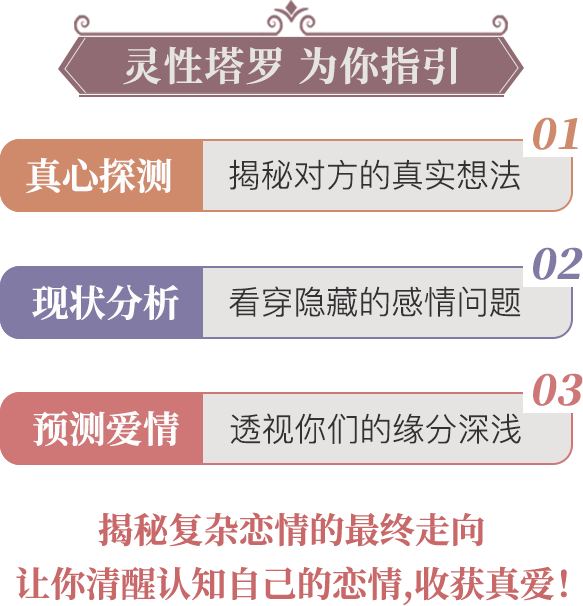 灵性塔罗 为你指引
01
真心探测 揭秘对方的真实想法
02
现状分析 看穿隐藏的感情问题
03
预测爱情 透视你们的缘分深浅
揭秘复杂恋情的最终走向
让你清醒认知自己的恋情,收获真爱!